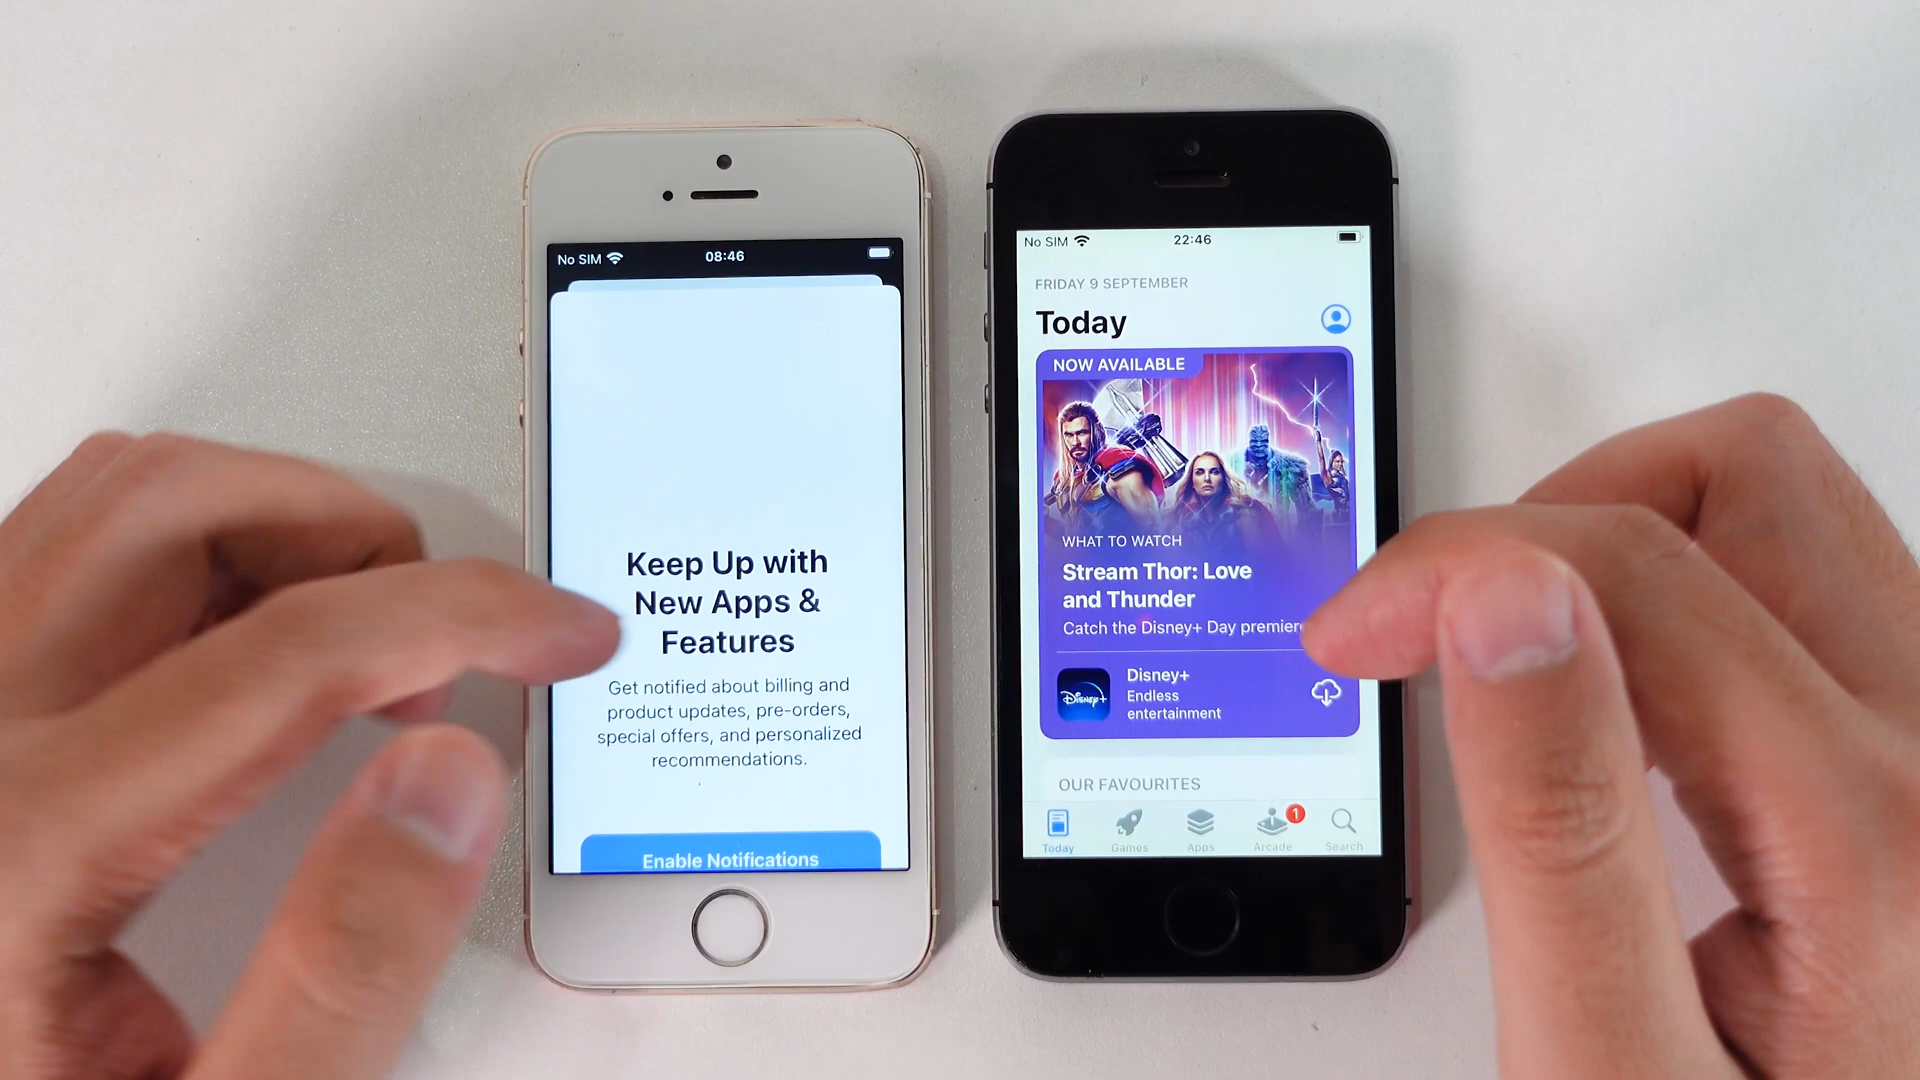 No SIM
08:46
Keep Up with
New Apps &
Features
Get notified about billing and
product updates, pre-orders,
special offers, and personalized
recommendations.
Enable Notifications
No SIM
22:46
FRIDAY 9 SEPTEMBER
Today
NOW AVAILABLE
WHAT TO WATCH
Stream Thor: Love
and Thunder
Catch the Disney+ Day premiere
Disney+
Disney+
Endless
entertainment
OUR FAVOURITES
1
Today
Games
Apps
Arcade
Search